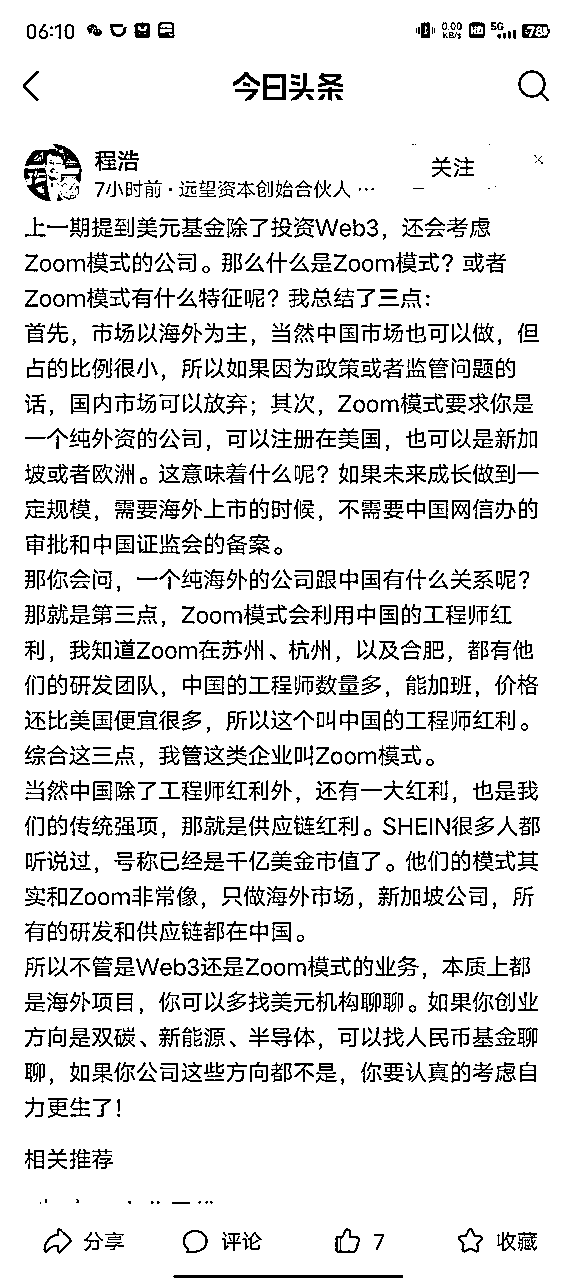 06:10
0.00 KB/s HD 5G 78
今日头条
程浩
关注
7小时前·远望资本创始合伙人 …
上一期提到美元基金除了投资Web3，还会考虑
Zoom模式的公司。那么什么是Zoom模式？或者
Zoom模式有什么特征呢？我总结了三点：
首先，市场以海外为主，当然中国市场也可以做，但
占的比例很小，所以如果因为政策或者监管问题的
话，国内市场可以放弃；其次，Zoom模式要求你是
一个纯外资的公司，可以注册在美国，也可以是新加
坡或者欧洲。这意味着什么呢？如果未来成长做到一
定规模，需要海外上市的时候，不需要中国网信办的
审批和中国证监会的备案。
那你会问，一个纯海外的公司跟中国有什么关系呢？
那就是第三点，Zoom模式会利用中国的工程师红
利，我知道Zoom在苏州、杭州，以及合肥，都有他
们的研发团队，中国的工程师数量多，能加班，价格
还比美国便宜很多，所以这个叫中国的工程师红利。
综合这三点，我管这类企业叫Zoom模式。
当然中国除了工程师红利外，还有一大红利，也是我
们的传统强项，那就是供应链红利。SHEIN很多人都
听说过，号称已经是千亿美金市值了。他们的模式其
实和Zoom非常像，只做海外市场，新加坡公司，所
有的研发和供应链都在中国。
所以不管是Web3还是Zoom模式的业务，本质上都
是海外项目，你可以多找美元机构聊聊。如果你创业
方向是双碳、新能源、半导体，可以找人民币基金聊
聊，如果你公司这些方向都不是，你要认真的考虑自
力更生了！
相关推荐
分享
评论
7
收藏